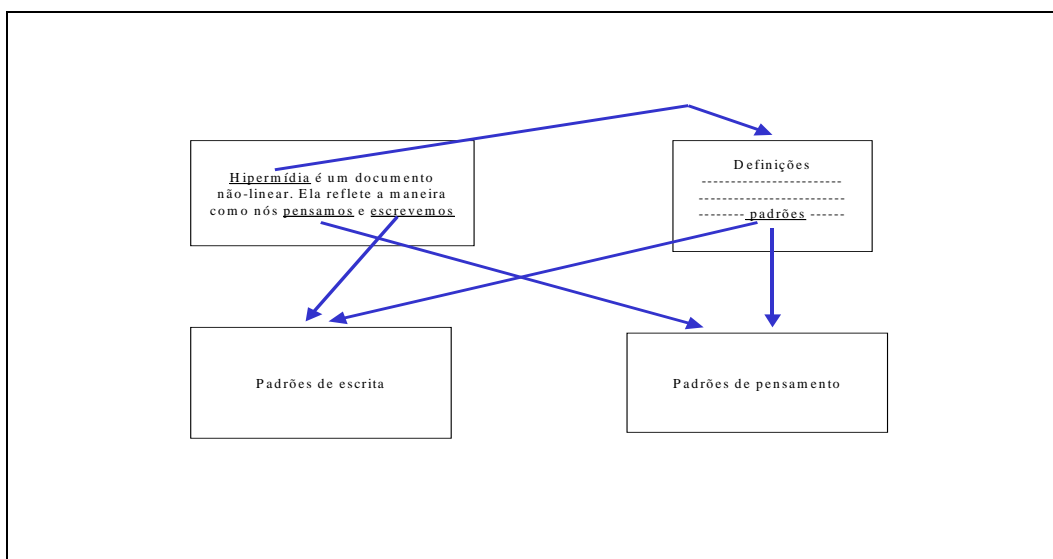 Hipermídia é um documento
não-linear. Ela reflete a maneira
como nós pensamos e escrevemos
Definições
--------------------------------
---------------------------------
---------- padrões ------
Padrões de escrita
Padrões de pensamento